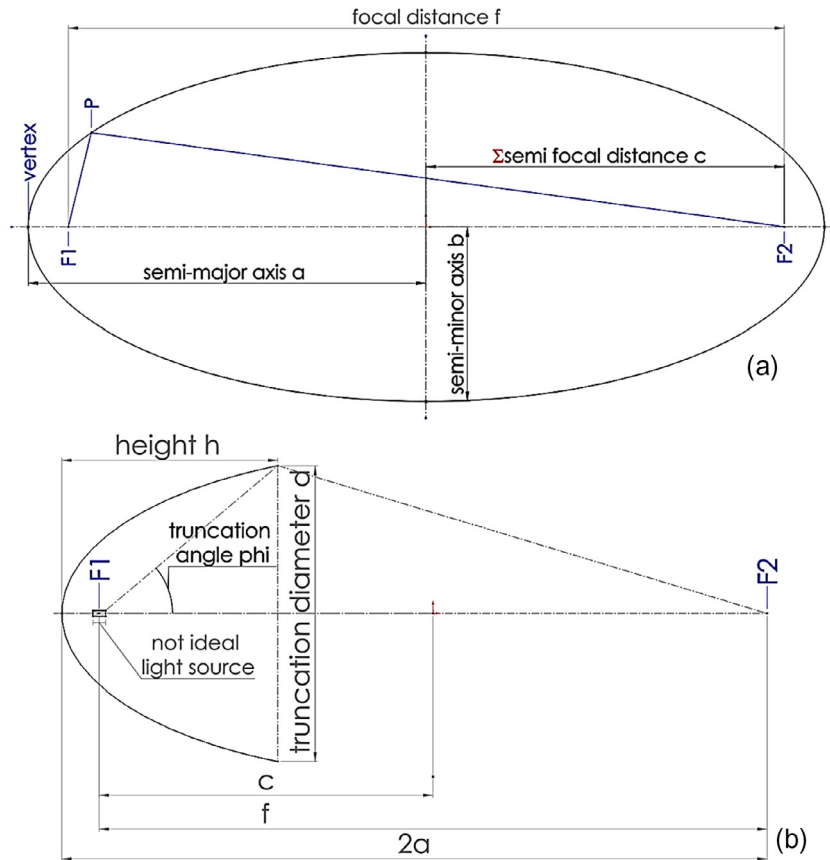 focal distance f
P
vertex
Σsemi focal distance c
F1
F2
semi-major axis a
semi-minor axis b
(a)
height h
truncation
angle phi
truncation diameter d
F1
F2
not ideal
light source
c
f
2a
(b)